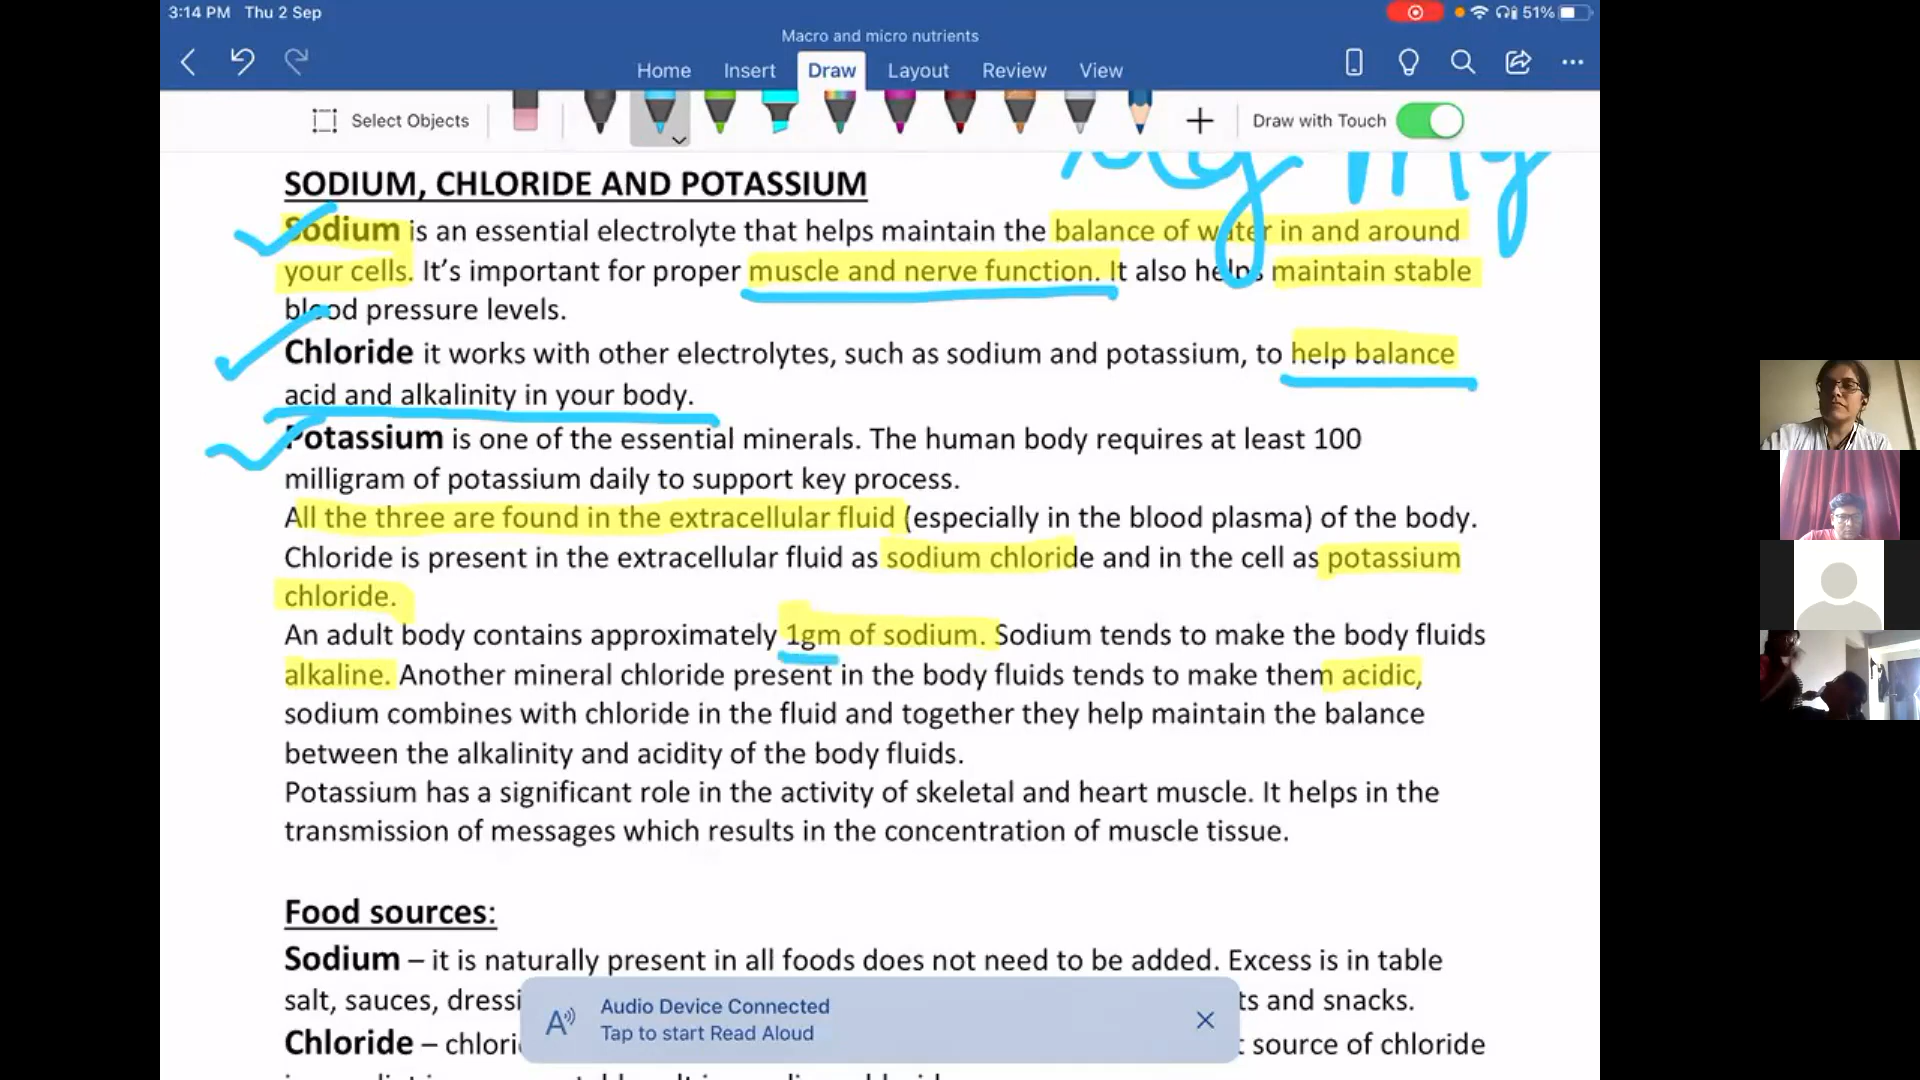 3:14 PM Thu 2 Sep
51%
Macro and micro nutrients
Home Insert Draw Layout Review View
Select Objects
Draw with Touch
SODIUM, CHLORIDE AND POTASSIUM
Sodium is an essential electrolyte that helps maintain the balance of water in and around
your cells. It’s important for proper muscle and nerve function. It also helps maintain stable
blood pressure levels.
Chloride it works with other electrolytes, such as sodium and potassium, to help balance
acid and alkalinity in your body.
Potassium is one of the essential minerals. The human body requires at least 100
milligram of potassium daily to support key process.
All the three are found in the extracellular fluid (especially in the blood plasma) of the body.
Chloride is present in the extracellular fluid as sodium chloride and in the cell as potassium
chloride.
An adult body contains approximately 1gm of sodium. Sodium tends to make the body fluids
alkaline. Another mineral chloride present in the body fluids tends to make them acidic,
sodium combines with chloride in the fluid and together they help maintain the balance
between the alkalinity and acidity of the body fluids.
Potassium has a significant role in the activity of skeletal and heart muscle. It helps in the
transmission of messages which results in the concentration of muscle tissue.
Food sources:
Sodium – it is naturally present in all foods does not need to be added. Excess is in table
salt, sauces, and snacks.
Audio Device Connected
Tap to start Read Aloud
Chloride – source of chloride